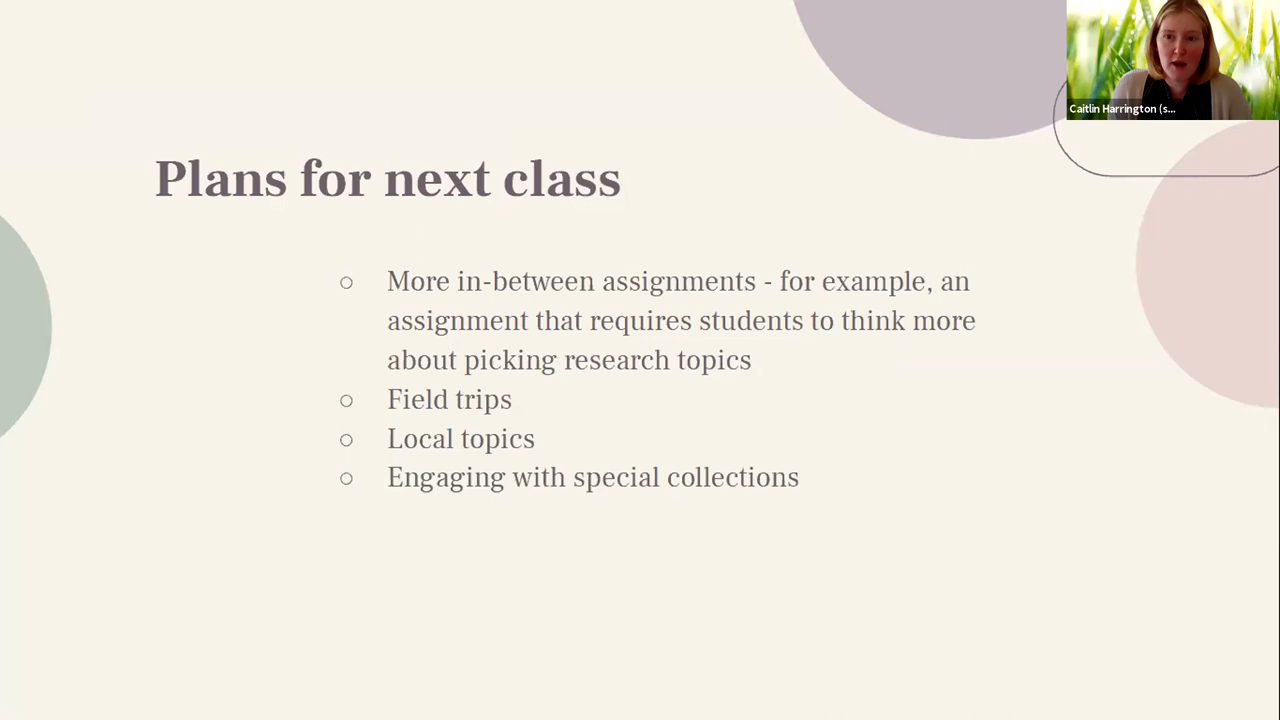 Caitlin Harrington (s...
Plans for next class
○ More in-between assignments - for example, an
assignment that requires students to think more
about picking research topics
○ Field trips
○ Local topics
○ Engaging with special collections